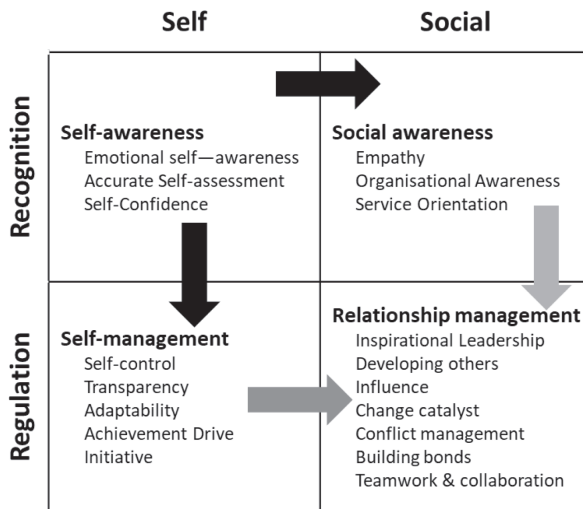 Self
Social
Recognition
Self-awareness
Emotional self—awareness
Accurate Self-assessment
Self-Confidence
Social awareness
Empathy
Organisational Awareness
Service Orientation
Regulation
Self-management
Self-control
Transparency
Adaptability
Achievement Drive
Initiative
Relationship management
Inspirational Leadership
Developing others
Influence
Change catalyst
Conflict management
Building bonds
Teamwork & collaboration